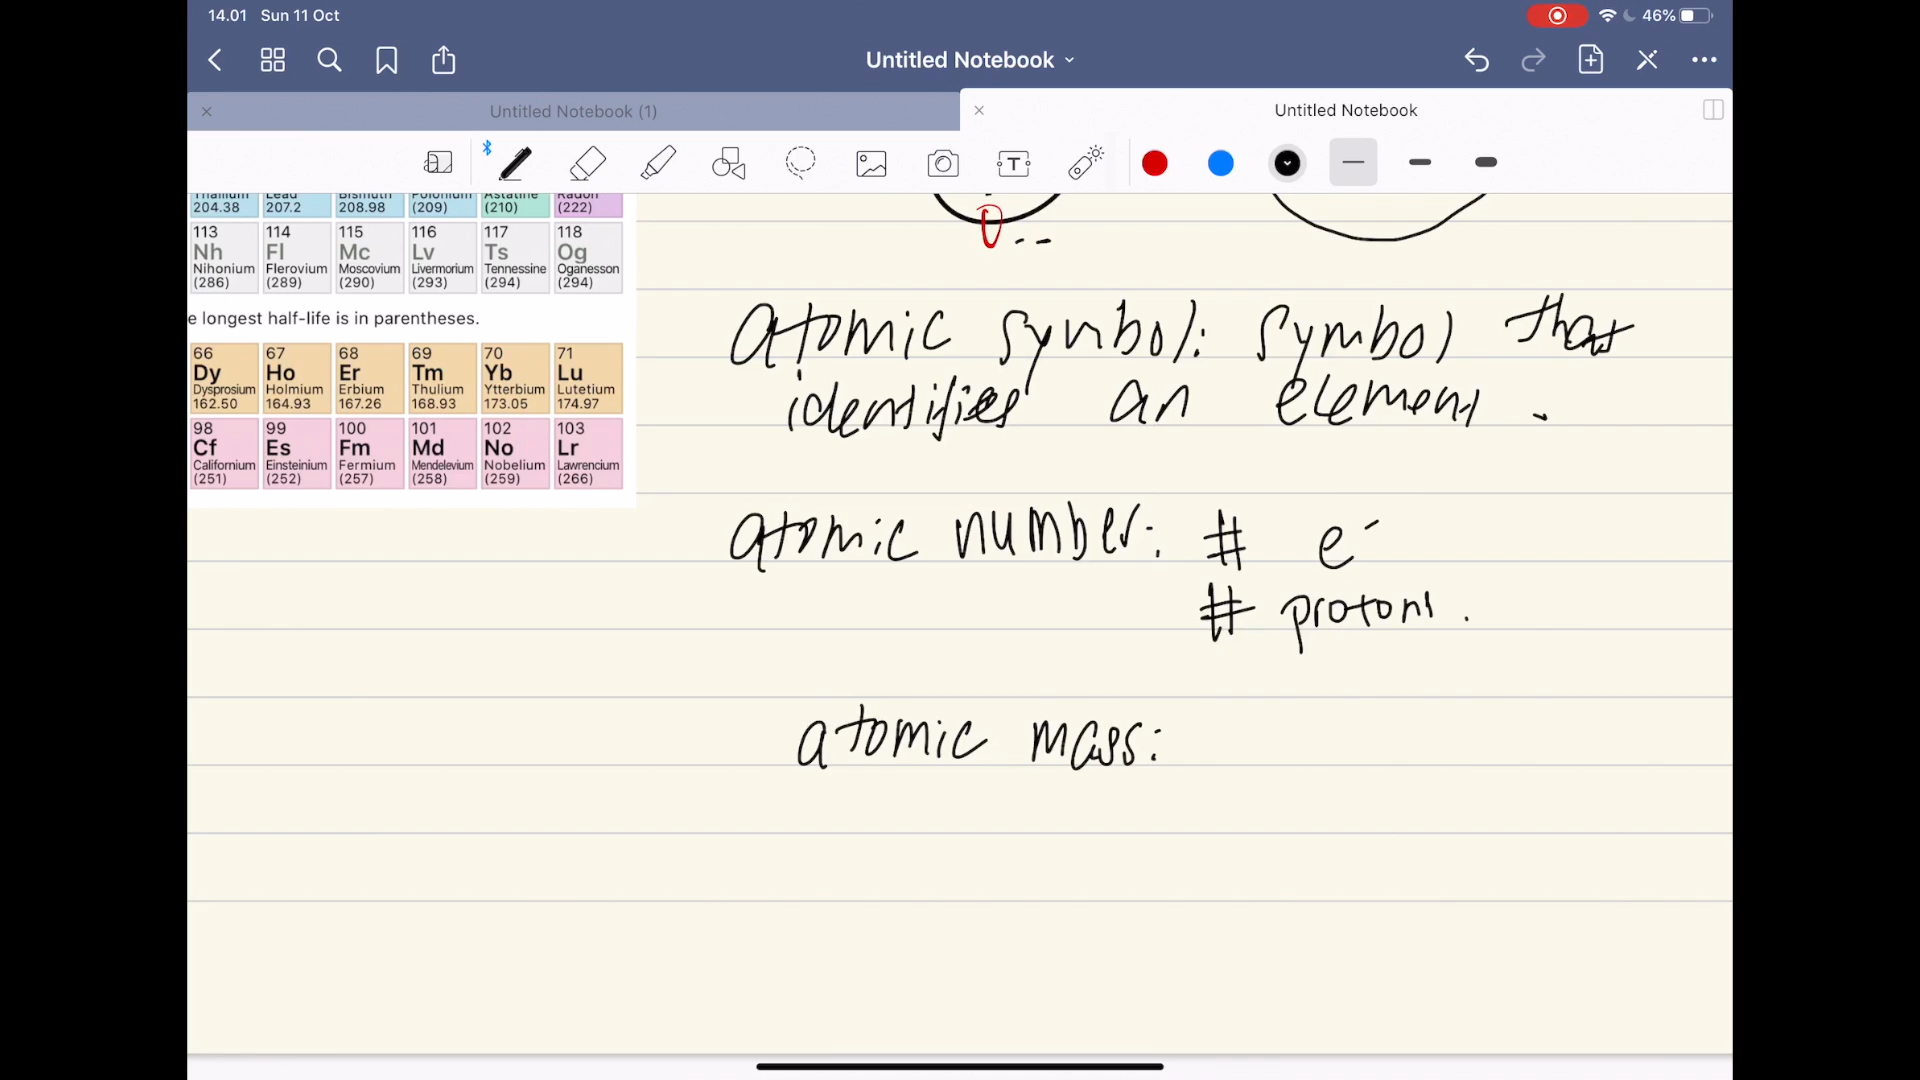 14.01 Sun 11 Oct
46%
Untitled Notebook
Untitled Notebook (1)
Untitled Notebook
T
Thallium Lead Bismuth Polonium Astatine Radon
204.38 207.2 208.98 (209) (210) (222)
113 114 115 116 117 118
Nh Fl Mc Lv Ts Og
Nihonium Flerovium Moscovium Livermorium Tennessine Oganesson
(286) (289) (290) (293) (294) (294)
e longest half-life is in parentheses.
66 67 68 69 70 71
Dy Ho Er Tm Yb Lu
Dysprosium Holmium Erbium Thulium Ytterbium Lutetium
162.50 164.93 167.26 168.93 173.05 174.97
98 99 100 101 102 103
Cf Es Fm Md No Lr
Californium Einsteinium Fermium Mendelevium Nobelium Lawrencium
(251) (252) (257) (258) (259) (266)
atomic symbol: symbol that
identifies an element.
atomic number: # e⁻
# protons.
atomic mass: